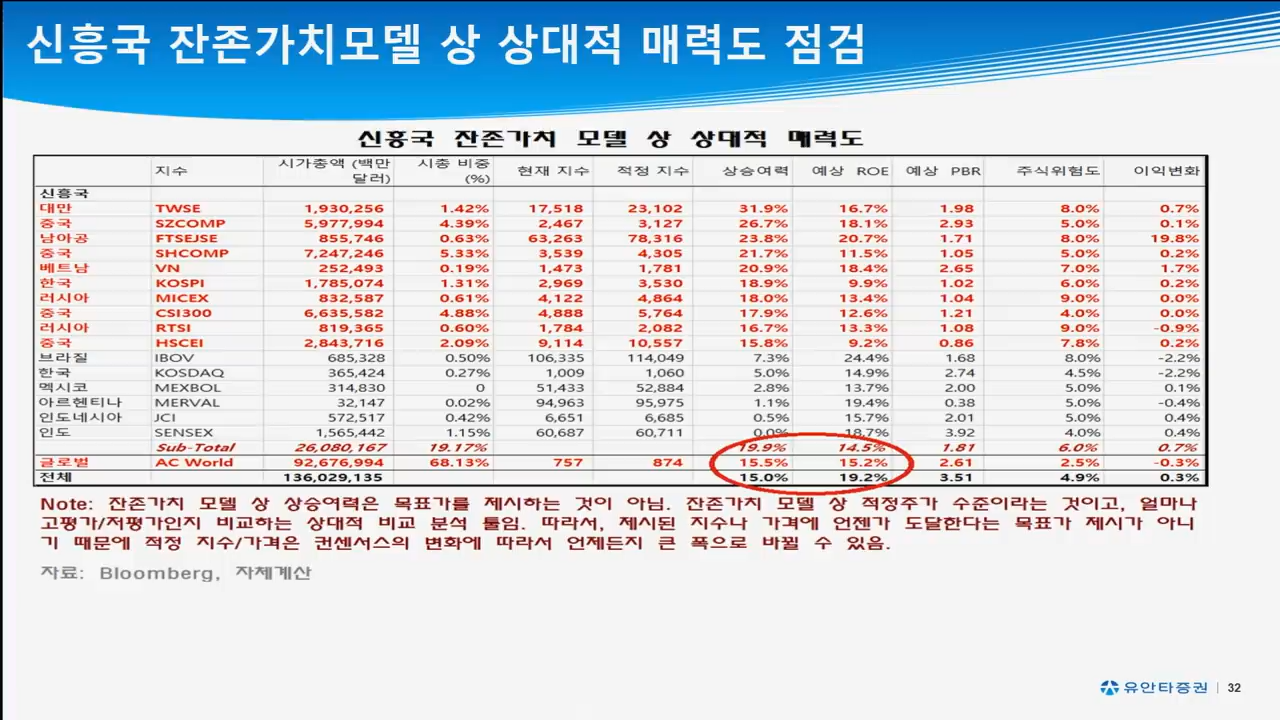 신흥국 잔존가치모델 상 상대적 매력도 점검
신흥국 잔존가치 모델 상 상대적 매력도
지수 시가총액 (백만 달러) 시총 비중 (%) 현재 지수 적정 지수 상승여력 예상 ROE 예상 PBR 주식위험도 이익변화
신흥국
대만 TWSE 1,930,256 1.42% 17,518 23,102 31.9% 16.7% 1.98 8.0% 0.7%
중국 SZCOMP 5,977,994 4.39% 2,467 3,127 26.7% 18.1% 2.93 5.0% 0.1%
남아공 FTSEJSE 855,746 0.63% 63,263 78,316 23.8% 20.7% 1.71 8.0% 19.8%
중국 SHCOMP 7,247,246 5.33% 3,539 4,305 21.7% 11.5% 1.05 5.0% 0.2%
베트남 VN 252,493 0.19% 1,473 1,781 20.9% 18.4% 2.65 7.0% 1.7%
한국 KOSPI 1,785,074 1.31% 2,969 3,530 18.9% 9.9% 1.02 6.0% 0.2%
러시아 MICEX 832,587 0.61% 4,122 4,864 18.0% 13.4% 1.04 9.0% 0.0%
중국 CSI300 6,635,582 4.88% 4,888 5,764 17.9% 12.6% 1.21 4.0% 0.0%
러시아 RTSI 819,365 0.60% 1,784 2,082 16.7% 13.3% 1.08 9.0% -0.9%
중국 HSCEI 2,843,716 2.09% 9,114 10,557 15.8% 9.2% 0.86 7.8% 0.2%
브라질 IBOV 685,328 0.50% 106,335 114,049 7.3% 24.4% 1.68 8.0% -2.2%
한국 KOSDAQ 365,424 0.27% 1,009 1,060 5.0% 14.9% 2.74 4.5% -2.2%
멕시코 MEXBOL 314,830 0 51,433 52,884 2.8% 13.7% 2.00 5.0% 0.1%
아르헨티나 MERVAL 32,147 0.02% 94,963 95,975 1.1% 19.4% 0.38 5.0% -0.4%
인도네시아 JCI 572,517 0.42% 6,651 6,685 0.5% 15.7% 2.01 5.0% 0.4%
인도 SENSEX 1,565,442 1.15% 60,687 60,711 0.0% 18.7% 3.92 4.0% 0.4%
Sub-Total 26,080,167 19.17% 19.9% 14.5% 1.81 6.0% 0.7%
글로벌 AC World 92,676,994 68.13% 757 874 15.5% 15.2% 2.61 2.5% -0.3%
전체 136,029,135 15.0% 19.2% 3.51 4.9% 0.3%
Note: 잔존가치 모델 상 상승여력은 목표가를 제시하는 것이 아님. 잔존가치 모델 상 적정주가 수준이라는 것이고, 얼마나
고평가/저평가인지 비교하는 상대적 비교 분석 툴임. 따라서, 제시된 지수나 가격에 언젠가 도달한다는 목표가 제시가 아니
기 때문에 적정 지수/가격은 컨센서스의 변화에 따라서 언제든지 큰 폭으로 바뀔 수 있음.
자료: Bloomberg, 자체계산
유안타증권 | 32